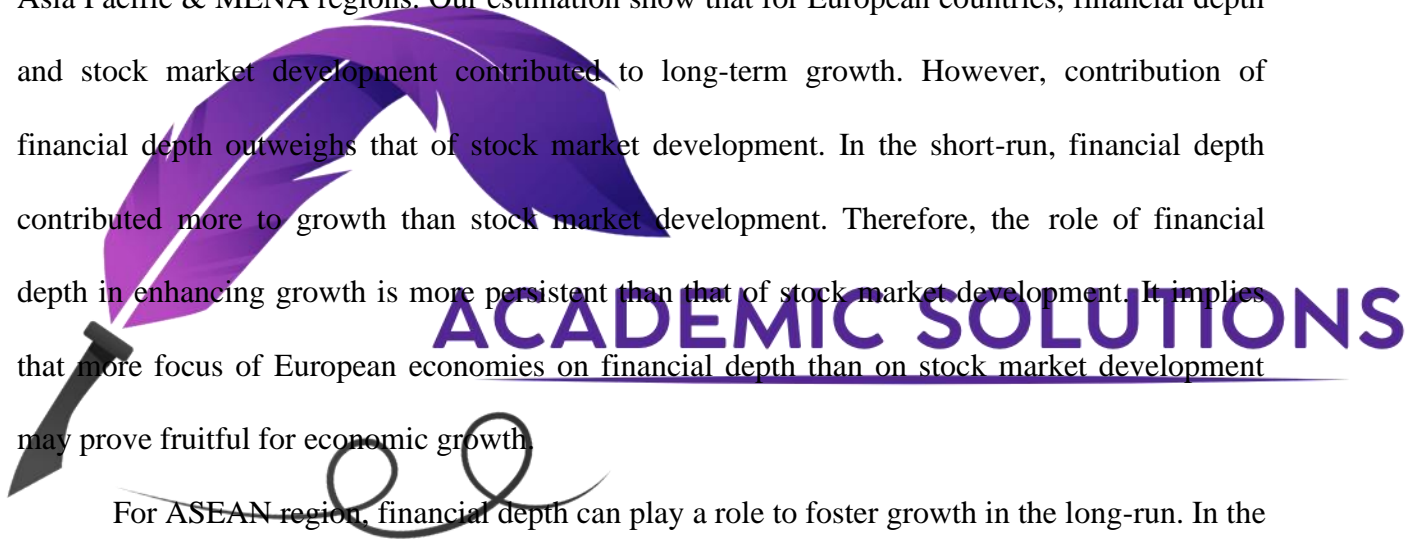 Asia Pacific & MENA regions. Our estimation show that for European countries, financial depth
and stock market development contributed to long-term growth. However, contribution of
financial depth outweighs that of stock market development. In the short-run, financial depth
contributed more to growth than stock market development. Therefore, the role of financial
depth in enhancing growth is more persistent than that of stock market development. It implies
ACADEMIC SOLUTIONS
that more focus of European economies on financial depth than on stock market development
may prove fruitful for economic growth.
For ASEAN region, financial depth can play a role to foster growth in the long-run. In the